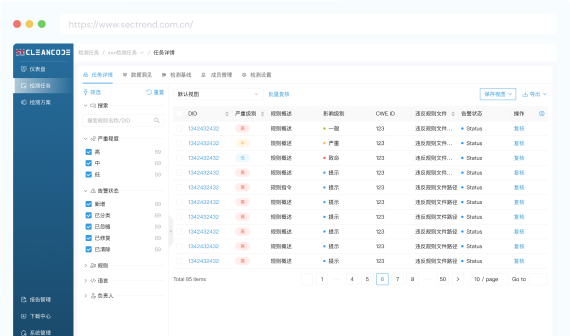 https://www.sectrend.com.cn/
CLEANCODE
检测任务 / 检测任务 / 任务详情
仪表盘
检测任务
检测方案
报告管理
下载中心
系统管理
任务详情 数据洞见 检测基线 成员管理 检测设置
筛选 重置
搜索
搜索规则名称/DID
严重程度
高
中
低
告警状态
新增
已分类
已忽略
已修复
已清除
规则
语言
负责人
默认视图 批量复核 保存视图 导出
DID 严重级别 规则概述 影响级别 CWE ID 违反规则文件 告警状态 操作
1342432432 高 规则概述 一般 123 违反规则文件... Status 复核
1342432432 中 规则概述 严重 123 违反规则文件... Status 复核
1342432432 低 规则概述 致命 123 违反规则文件... Status 复核
1342432432 高 规则概述 提示 123 违反规则文件... Status 复核
1342432432 高 规则指令 提示 123 违反规则文件路径 Status 复核
1342432432 高 规则概述 提示 123 违反规则文件路径 Status 复核
1342432432 高 规则概述 提示 123 违反规则文件路径 Status 复核
1342432432 高 规则概述 提示 123 违反规则文件路径 Status 复核
1342432432 高 规则概述 提示 123 违反规则文件路径 Status 复核
1342432432 高 规则概述 提示 123 违反规则文件路径 Status 复核
Total 85 items 1 ... 4 5 6 7 8 ... 50 10 / page Go to